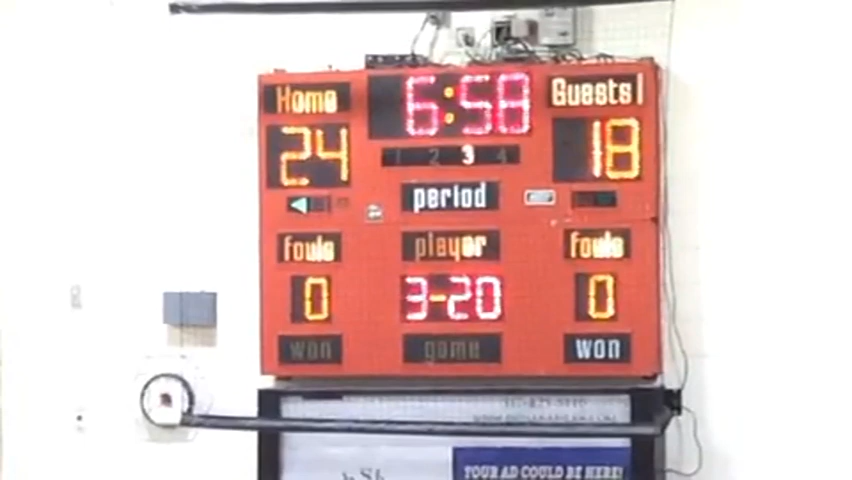 Home 6:58 Guests
24 1 2 3 4 18
period
fouls player fouls
0 3-20 0
won game won
YOUR AD COULD BE HERE!